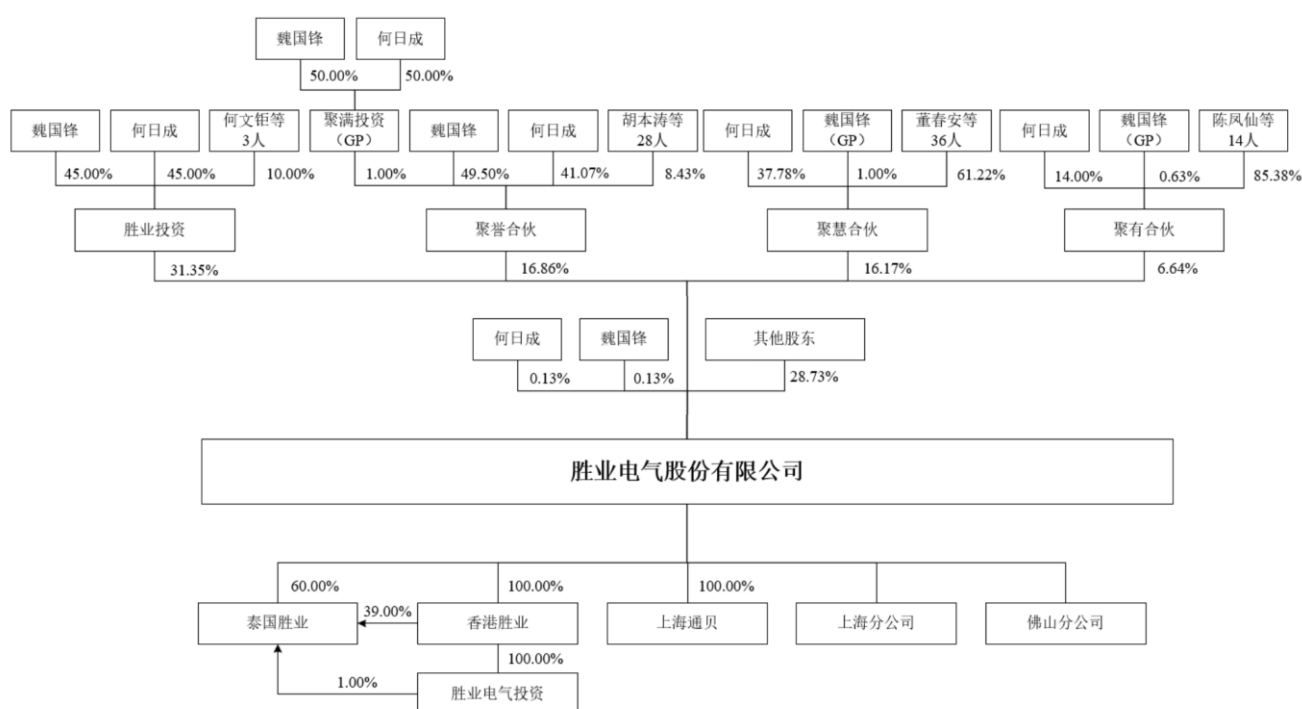 魏国锋
何日成
50.00%
50.00%
魏国锋
何日成
何文钜等
3人
聚满投资
（GP）
魏国锋
何日成
胡本涛等
28人
何日成
魏国锋
（GP）
董春安等
36人
何日成
魏国锋
（GP）
陈凤仙等
14人
45.00%
45.00%
10.00%
1.00%
49.50%
41.07%
8.43%
37.78%
1.00%
61.22%
14.00%
0.63%
85.38%
胜业投资
聚誉合伙
聚慧合伙
聚有合伙
31.35%
16.86%
16.17%
6.64%
何日成
魏国锋
其他股东
0.13%
0.13%
28.73%
胜业电气股份有限公司
60.00%
100.00%
100.00%
泰国胜业
39.00%
香港胜业
上海通贝
上海分公司
佛山分公司
100.00%
1.00%
胜业电气投资